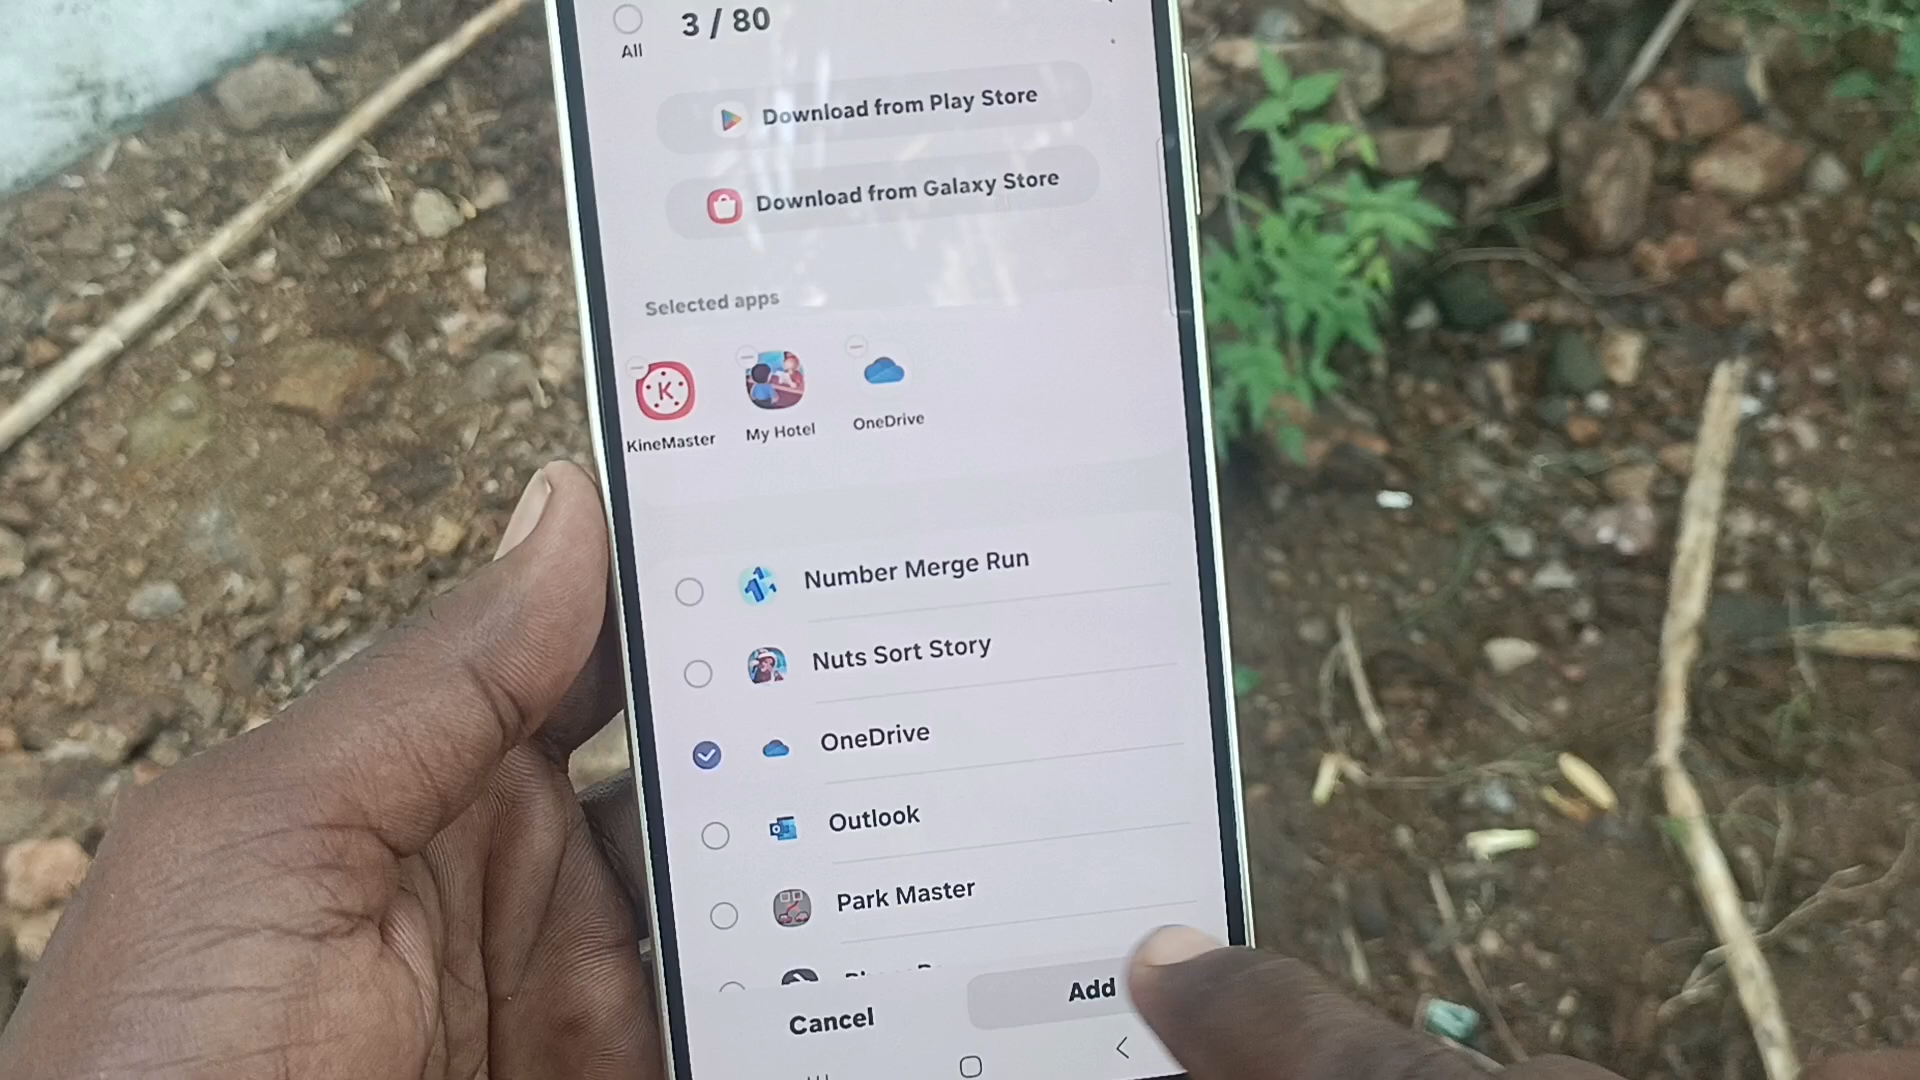 3 / 80
All
Download from Play Store
Download from Galaxy Store
Selected apps
K
KineMaster My Hotel OneDrive
Number Merge Run
Nuts Sort Story
OneDrive
Outlook
Park Master
Cancel Add